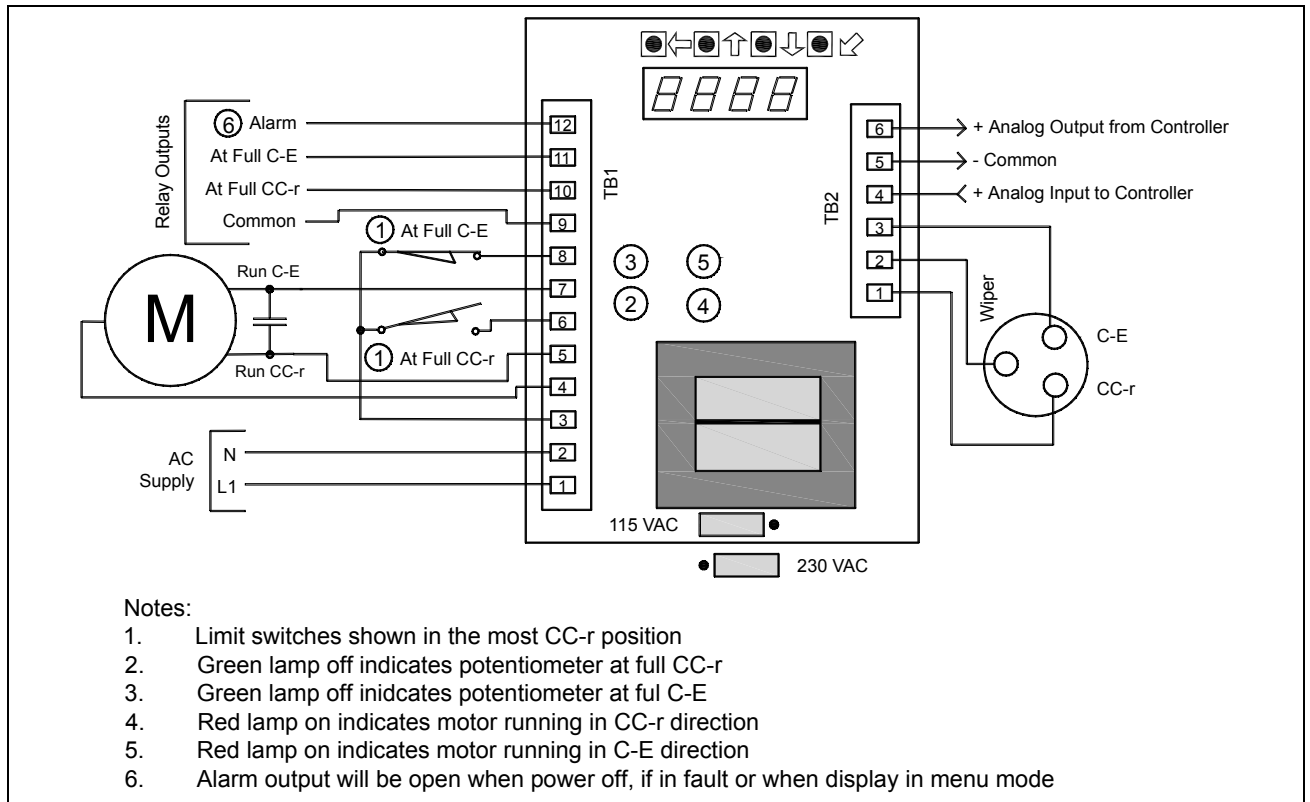 8888
Relay Outputs
6 Alarm
At Full C-E
At Full CC-r
Common
12
11
10
9
8
7
6
5
4
3
2
1
TB1
1 At Full C-E
1 At Full CC-r
M
Run C-E
Run CC-r
AC
Supply
N
L1
3
5
2
4
TB2
6
5
4
3
2
1
+ Analog Output from Controller
- Common
+ Analog Input to Controller
Wiper
C-E
CC-r
115 VAC
230 VAC
Notes:
1. Limit switches shown in the most CC-r position
2. Green lamp off indicates potentiometer at full CC-r
3. Green lamp off inidcates potentiometer at ful C-E
4. Red lamp on indicates motor running in CC-r direction
5. Red lamp on indicates motor running in C-E direction
6. Alarm output will be open when power off, if in fault or when display in menu mode